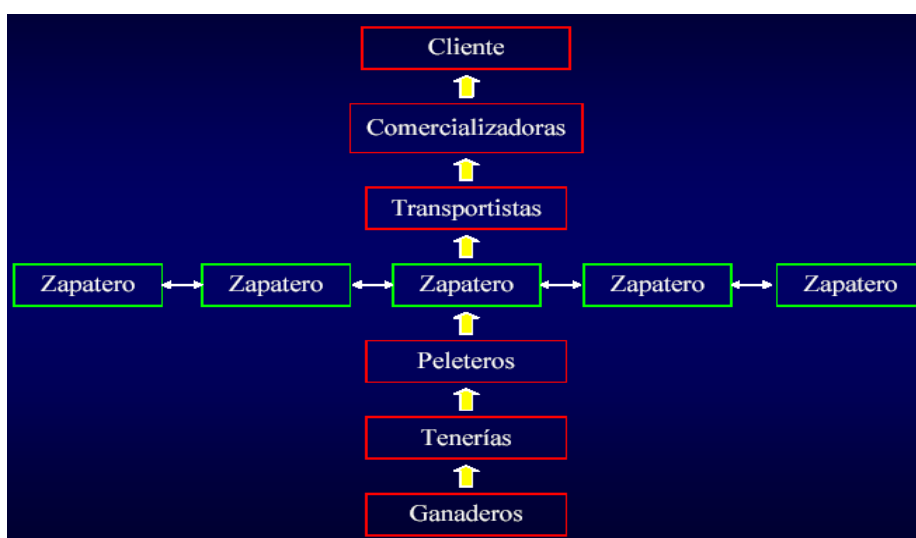 Cliente
Comercializadoras
Transportistas
Zapatero Zapatero Zapatero Zapatero Zapatero
Peleteros
Tenerías
Ganaderos